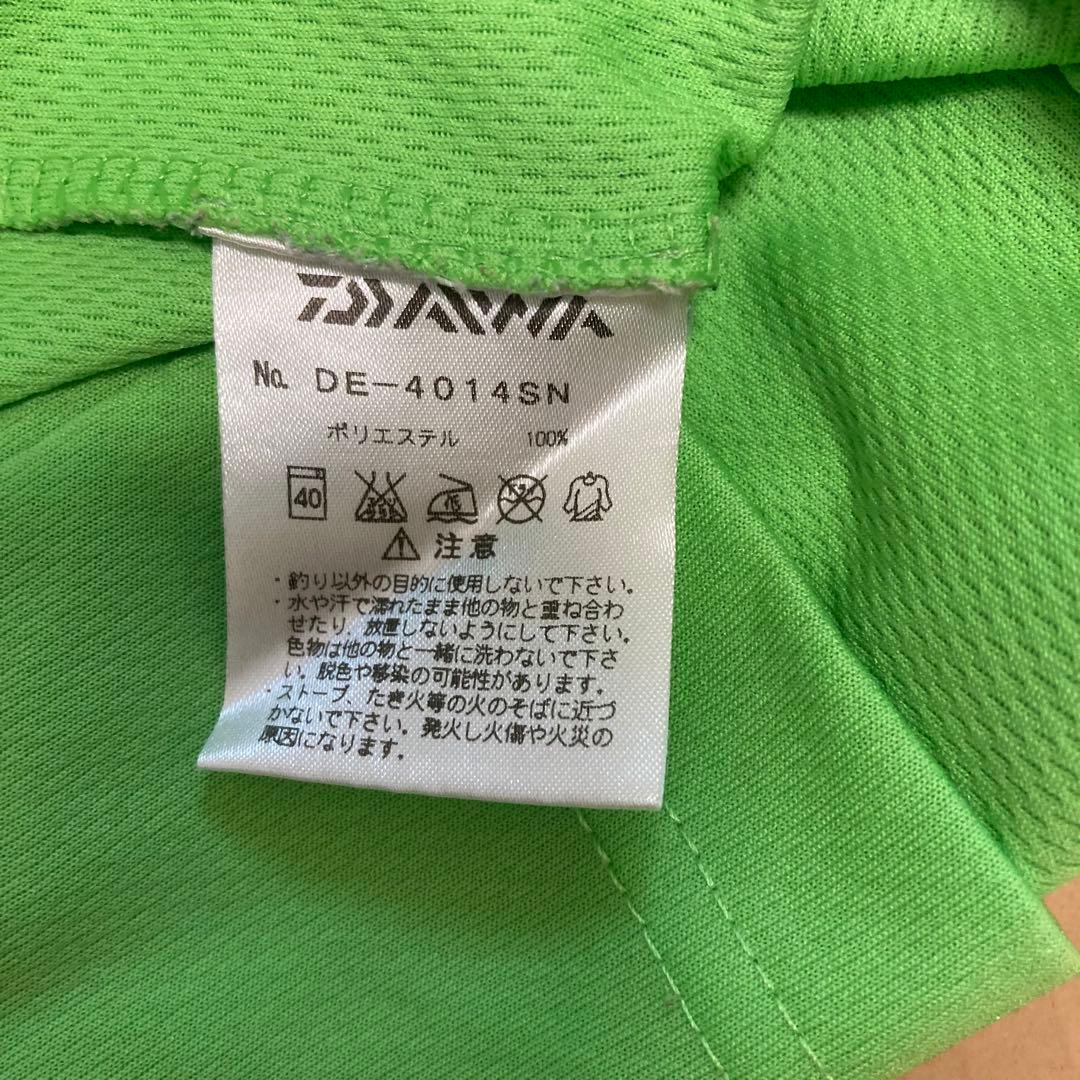 DAIWA
No. DE-4014SN
ポリエステル 100%
40
注意
・釣り以外の目的に使用しないで下さい。
・水や汗で濡れたまま他の物と重ね合わ
せたり、放置しないようにして下さい。
色物は他の物と一緒に洗わないで下さ
い。脱色や移染の可能性があります。
・ストーブ、たき火等の火のそばに近づ
かないで下さい。発火し火傷や火災の
原因になります。